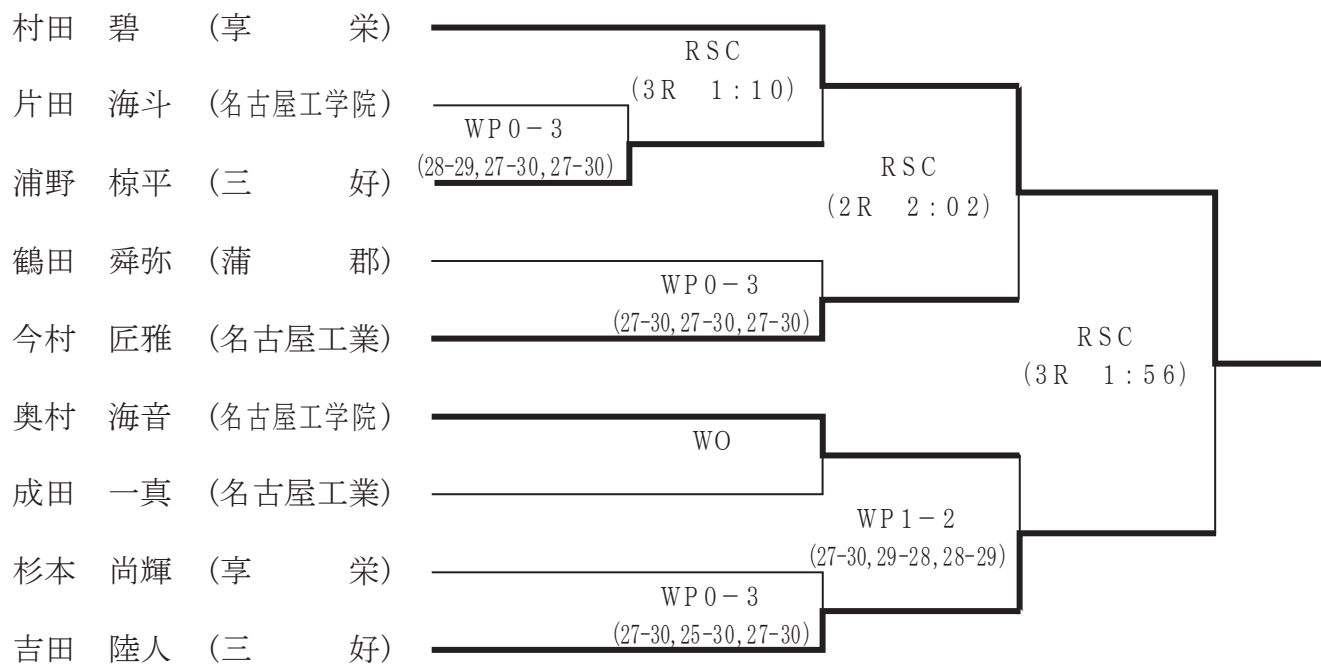 村田 碧 (享 栄)
RSC
(3R 1:10)
片田 海斗 (名古屋工学院)
WP0-3
(28-29,27-30,27-30)
浦野 椋平 (三 好)
RSC
(2R 2:02)
鶴田 舜弥 (蒲 郡)
WP0-3
(27-30,27-30,27-30)
今村 匠雅 (名古屋工業)
RSC
(3R 1:56)
奥村 海音 (名古屋工学院)
WO
成田 一真 (名古屋工業)
WP1-2
(27-30,29-28,28-29)
杉本 尚輝 (享 栄)
WP0-3
(27-30,25-30,27-30)
吉田 陸人 (三 好)